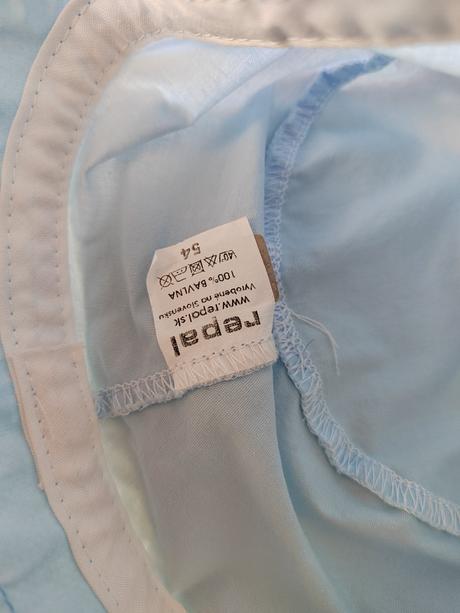 repal
www.repal.sk
Vyrobené na Slovensku
100% BAVLNA
54